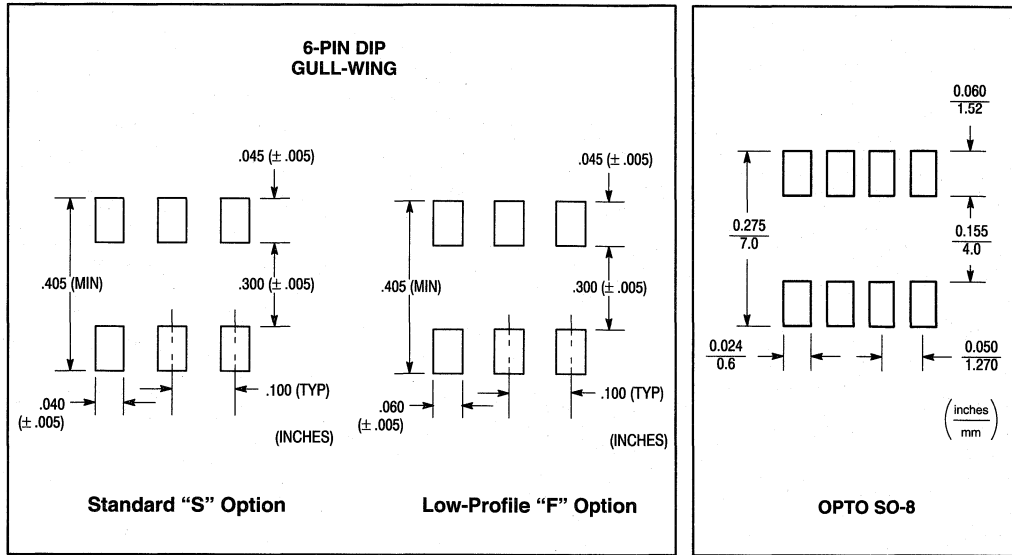 6-PIN DIP
GULL-WING
.045 (± .005)
.405 (MIN)
.300 (± .005)
.040
(± .005)
.100 (TYP)
(INCHES)
Standard “S” Option
.045 (± .005)
.405 (MIN)
.300 (± .005)
.060
(± .005)
.100 (TYP)
(INCHES)
Low-Profile “F” Option
0.060
1.52
0.275
7.0
0.155
4.0
0.024
0.6
0.050
1.270
(inches
mm)
OPTO SO-8